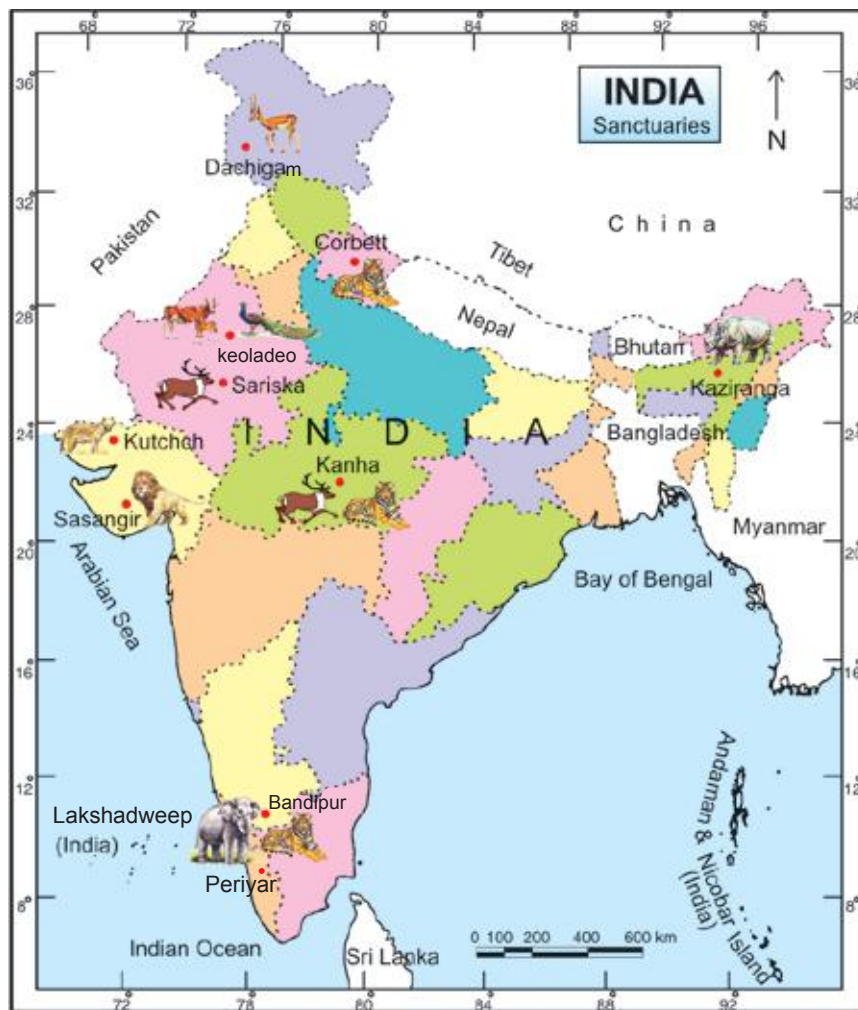 68 72 76 80 84 88 92 96
36°
INDIA
Sanctuaries
N
Dachigam
32
Pakistan
China
Corbett
Tibet
28
Nepal
Bhutan
keoladeo
Sariska
Kaziranga
24
INDIA
Kutchch
Bangladesh
Kanha
Sasangir
Myanmar
20
Arabian Sea
Bay of Bengal
16
12
Andaman & Nicobar Island
(India)
Bandipur
Lakshadweep
(India)
Periyar
8°
0 100 200 400 600 km
Indian Ocean
Sri Lanka
72 78 80 84 88 92